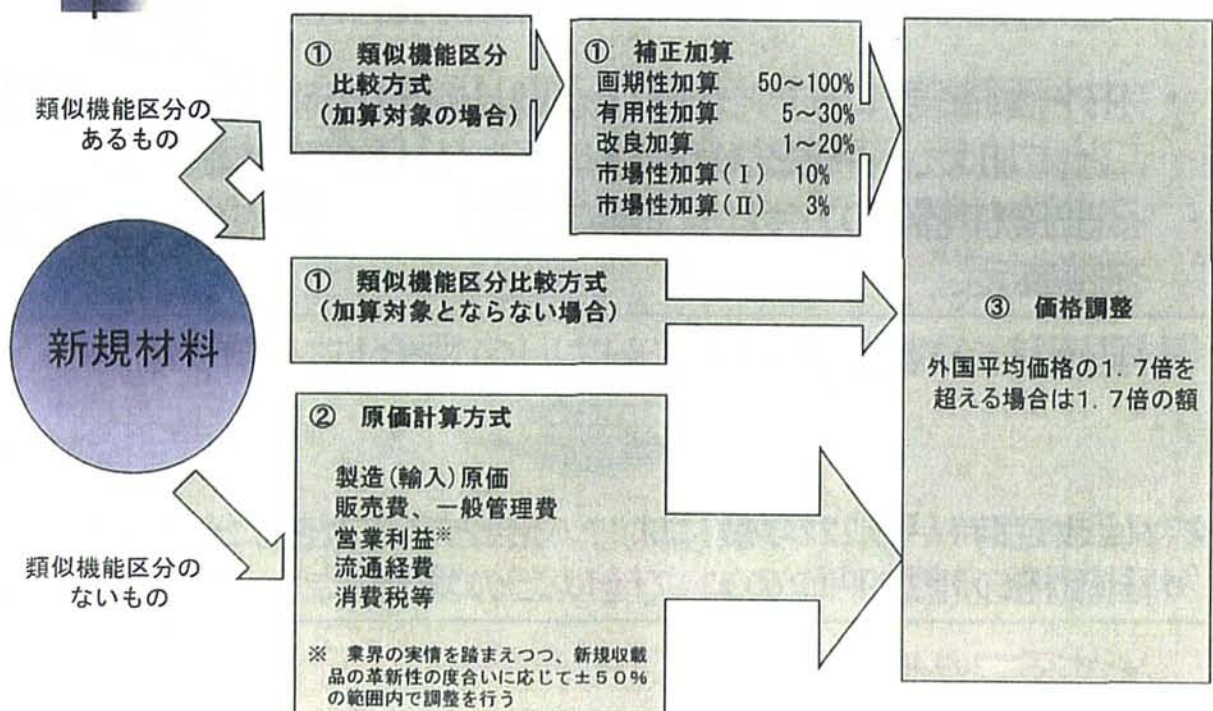 類似機能区分の
あるもの
新規材料
類似機能区分の
ないもの
① 類似機能区分
比較方式
(加算対象の場合)
① 補正加算
画期性加算 50~100%
有用性加算 5~30%
改良加算 1~20%
市場性加算(Ⅰ) 10%
市場性加算(Ⅱ) 3%
① 類似機能区分比較方式
(加算対象とならない場合)
② 原価計算方式
製造(輸入)原価
販売費、一般管理費
営業利益※
流通経費
消費税等
※ 業界の実情を踏まえつつ、新規収載
品の革新性の度合いに応じて±50%
の範囲内で調整を行う
③ 価格調整
外国平均価格の1.7倍を
超える場合は1.7倍の額